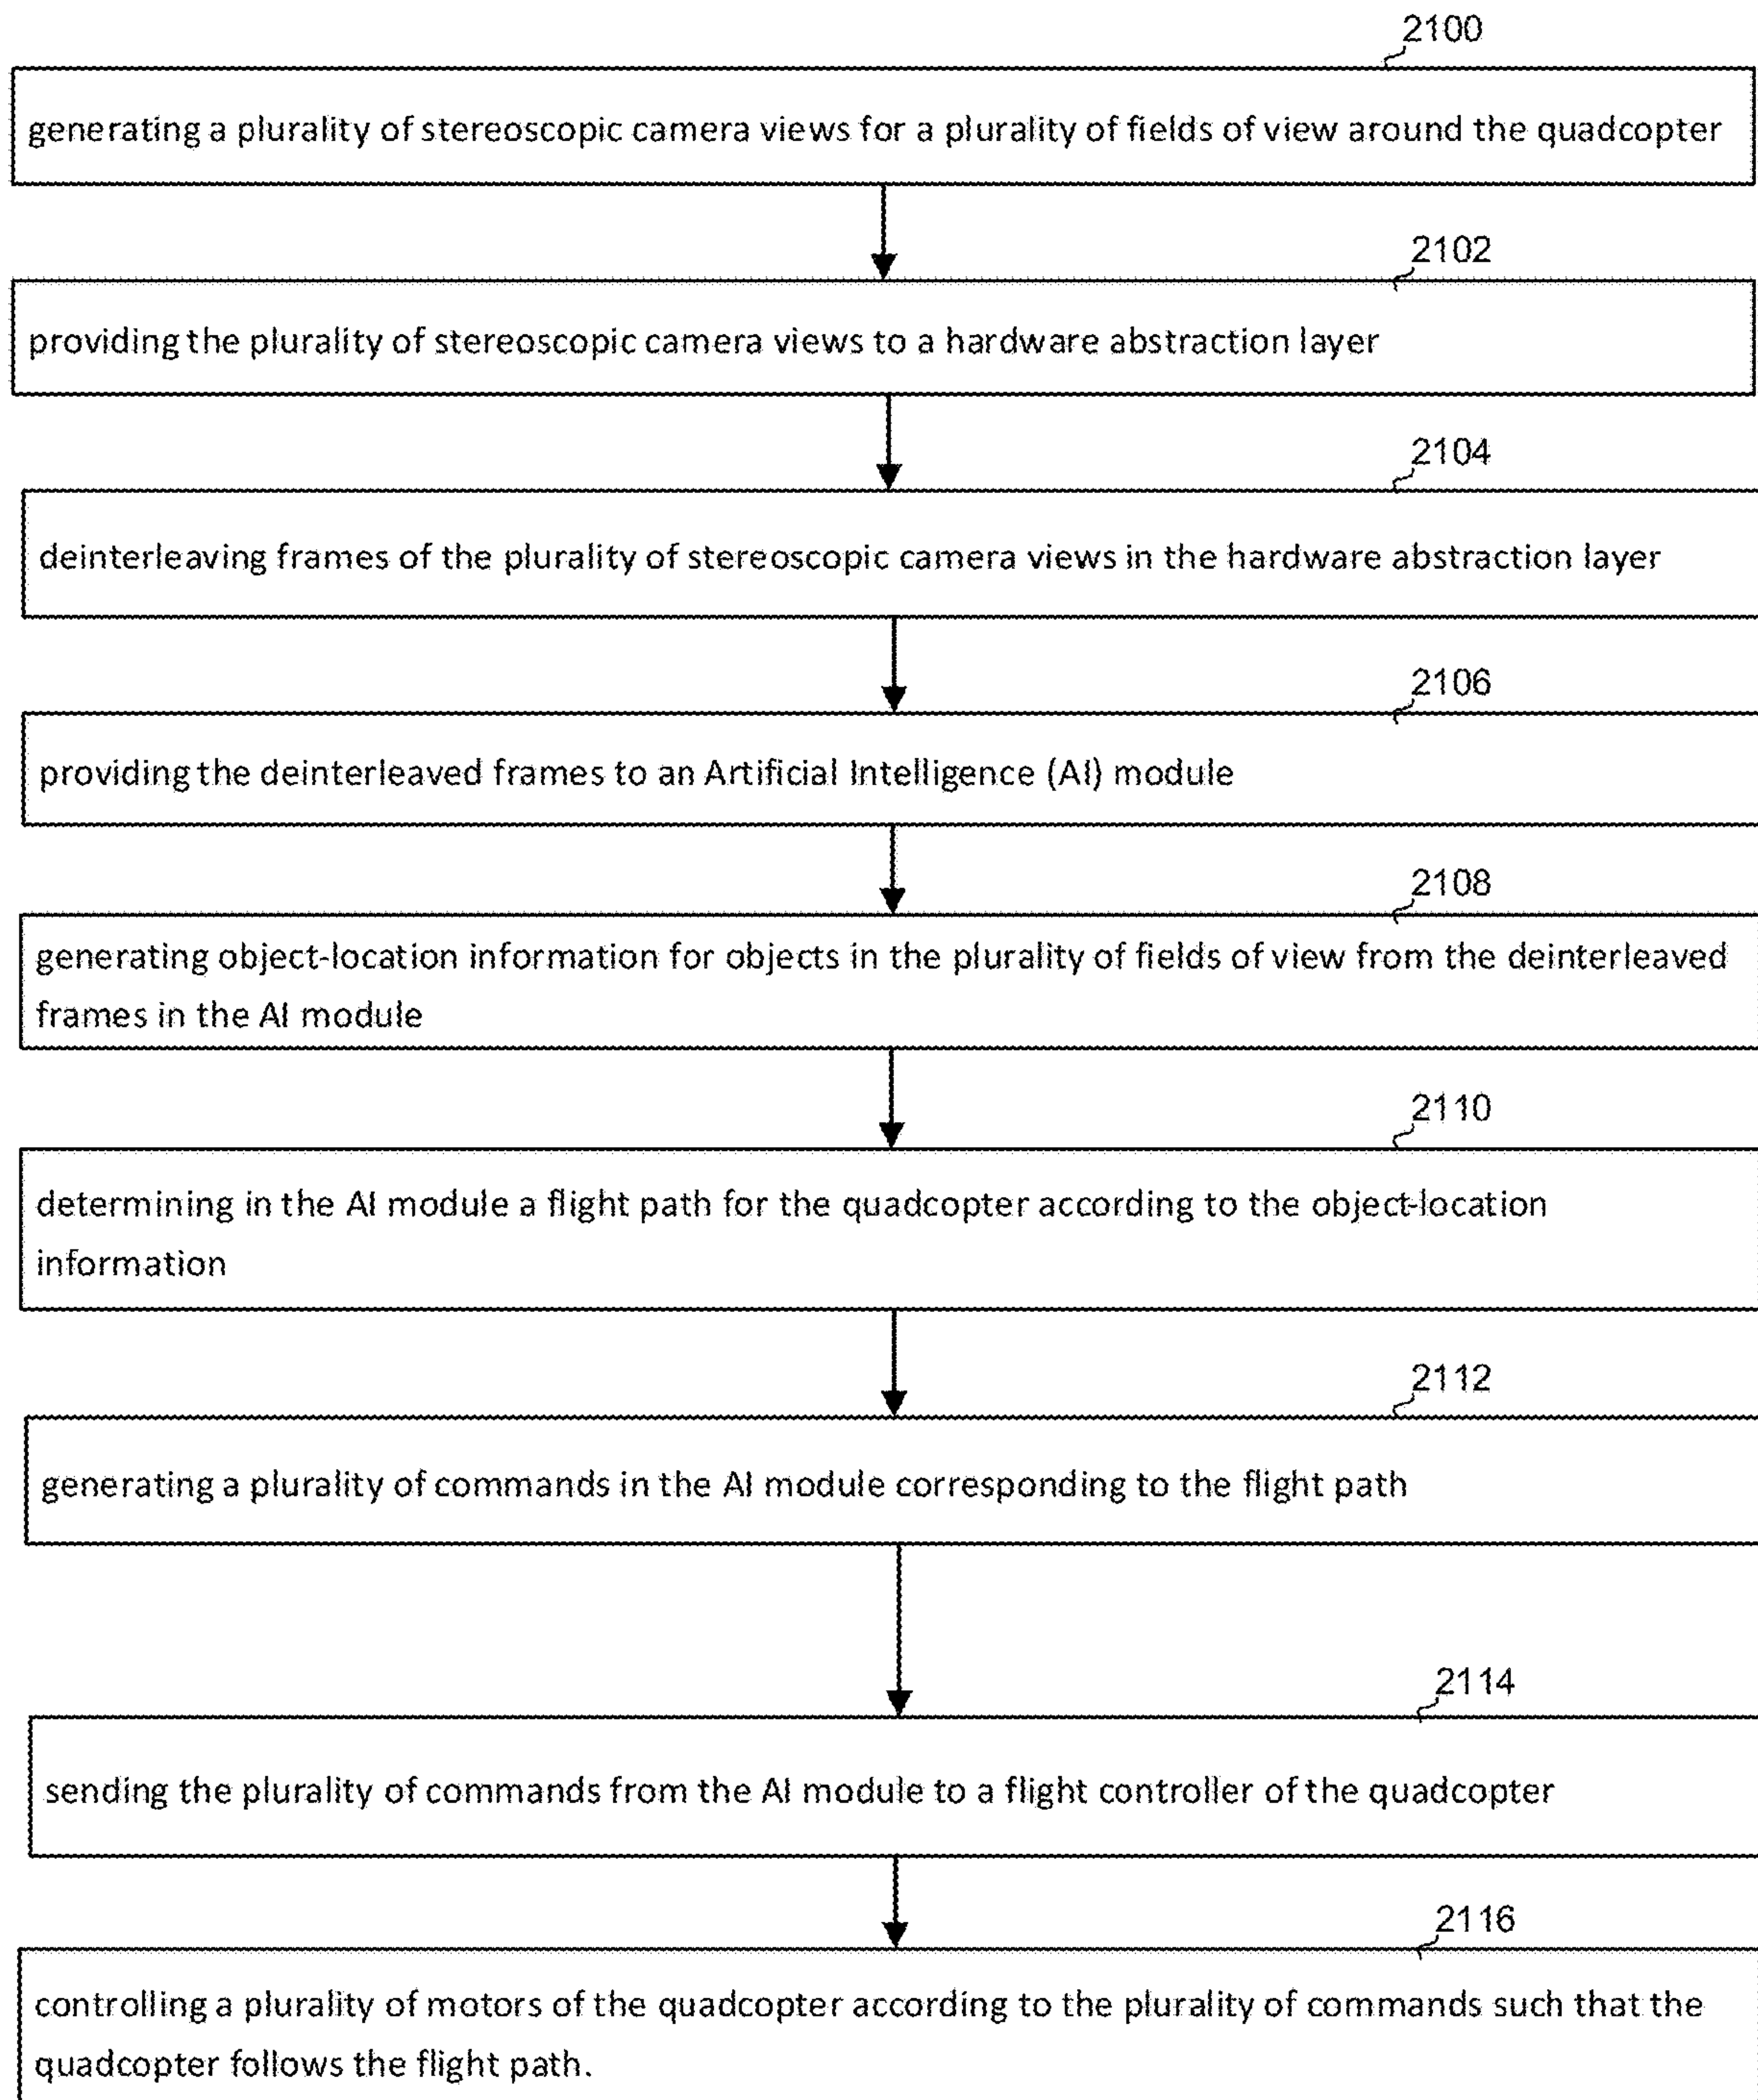 2100
generating a plurality of stereoscopic camera views for a plurality of fields of view around the quadcopter
2102
providing the plurality of stereoscopic camera views to a hardware abstraction layer
2104
deinterleaving frames of the plurality of stereoscopic camera views in the hardware abstraction layer
2106
providing the deinterleaved frames to an Artificial Intelligence (AI) module
2108
generating object-location information for objects in the plurality of fields of view from the deinterleaved
frames in the AI module
2110
determining in the AI module a flight path for the quadcopter according to the object-location
information
2112
generating a plurality of commands in the AI module corresponding to the flight path
2114
sending the plurality of commands from the AI module to a flight controller of the quadcopter
2116
controlling a plurality of motors of the quadcopter according to the plurality of commands such that the
quadcopter follows the flight path.